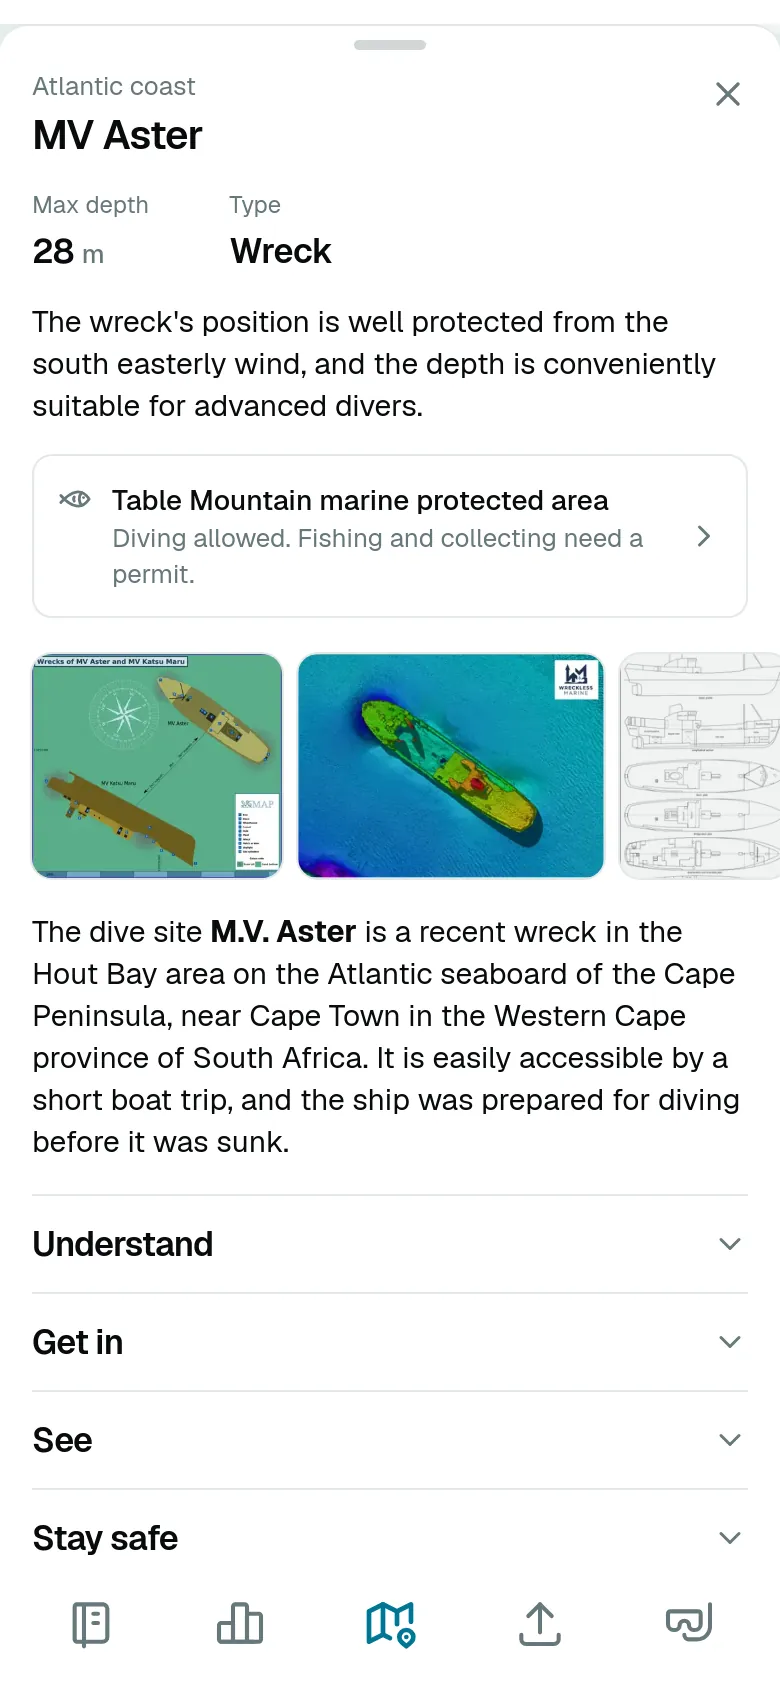 Atlantic coast
MV Aster
Max depth
Type
28 m
Wreck
The wreck's position is well protected from the
south easterly wind, and the depth is conveniently
suitable for advanced divers.
Table Mountain marine protected area
Diving allowed. Fishing and collecting need a
permit.
Wrecks of MV Aster and MV Katsu Maru
MV Aster
MV Katsu Maru
MAP
WRECKLESS
MARINE
The dive site M.V. Aster is a recent wreck in the
Hout Bay area on the Atlantic seaboard of the Cape
Peninsula, near Cape Town in the Western Cape
province of South Africa. It is easily accessible by a
short boat trip, and the ship was prepared for diving
before it was sunk.
Understand
Get in
See
Stay safe